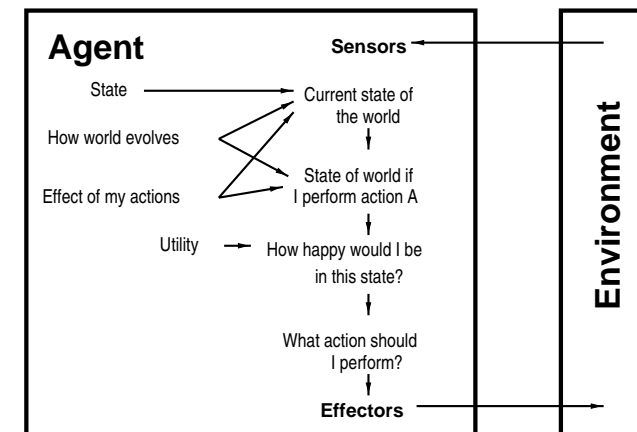 Agent
Sensors
State
Current state of
the world
How world evolves
State of world if
I perform action A
Effect of my actions
Utility
How happy would I be
in this state?
What action should
I perform?
Effectors
Environment